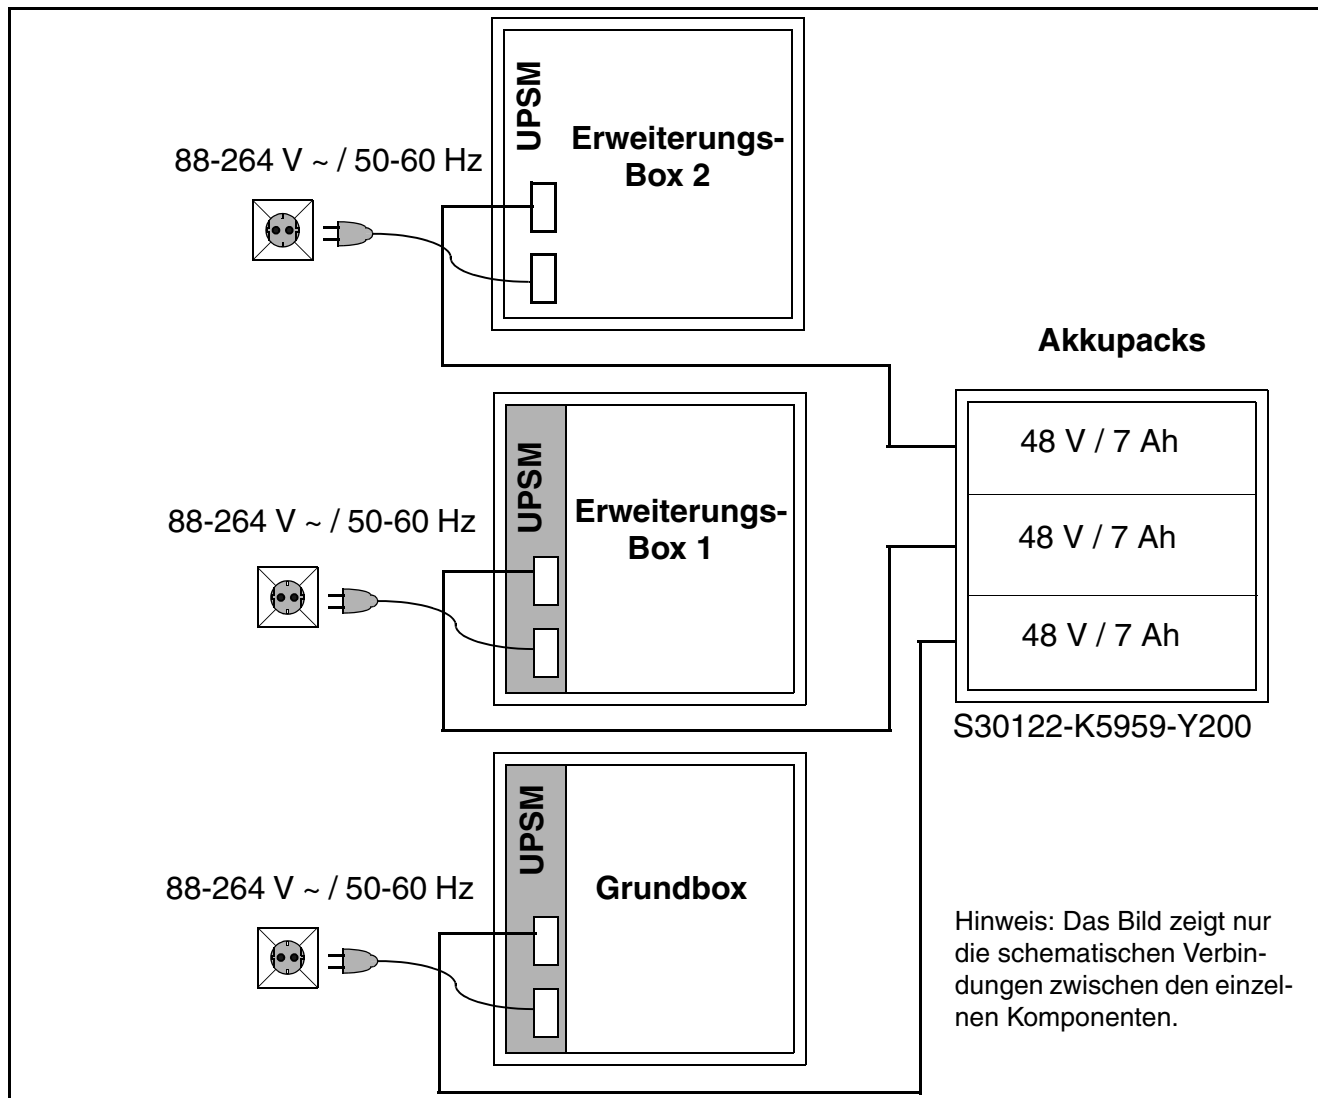 UPSM
Erweiterungs-
Box 2
88-264 V ~ / 50-60 Hz
Akkupacks
48 V / 7 Ah
48 V / 7 Ah
48 V / 7 Ah
S30122-K5959-Y200
UPSM
Erweiterungs-
Box 1
88-264 V ~ / 50-60 Hz
UPSM
Grundbox
88-264 V ~ / 50-60 Hz
Hinweis: Das Bild zeigt nur
die schematischen Verbin-
dungen zwischen den einzel-
nen Komponenten.